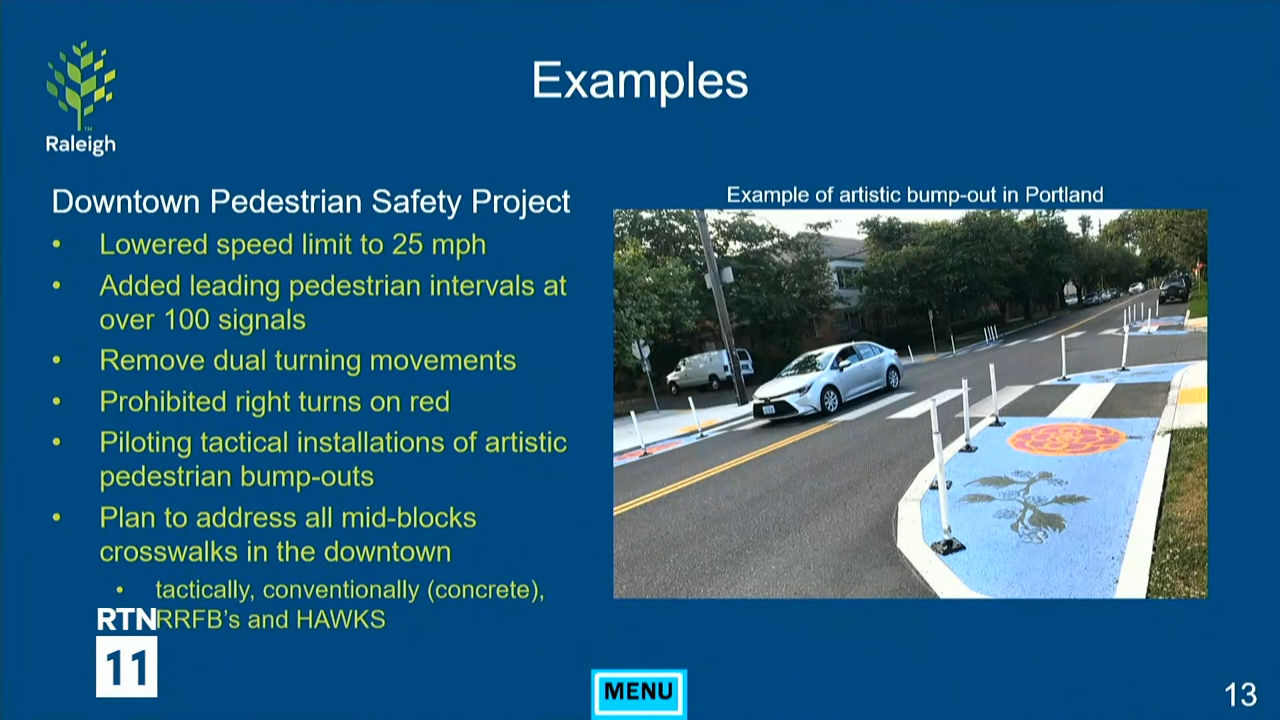 Raleigh
Examples
Downtown Pedestrian Safety Project
• Lowered speed limit to 25 mph
• Added leading pedestrian intervals at
over 100 signals
• Remove dual turning movements
• Prohibited right turns on red
• Piloting tactical installations of artistic
pedestrian bump-outs
• Plan to address all mid-blocks
crosswalks in the downtown
• tactically, conventionally (concrete),
RRFB's and HAWKS
Example of artistic bump-out in Portland
RTN
11
MENU
13